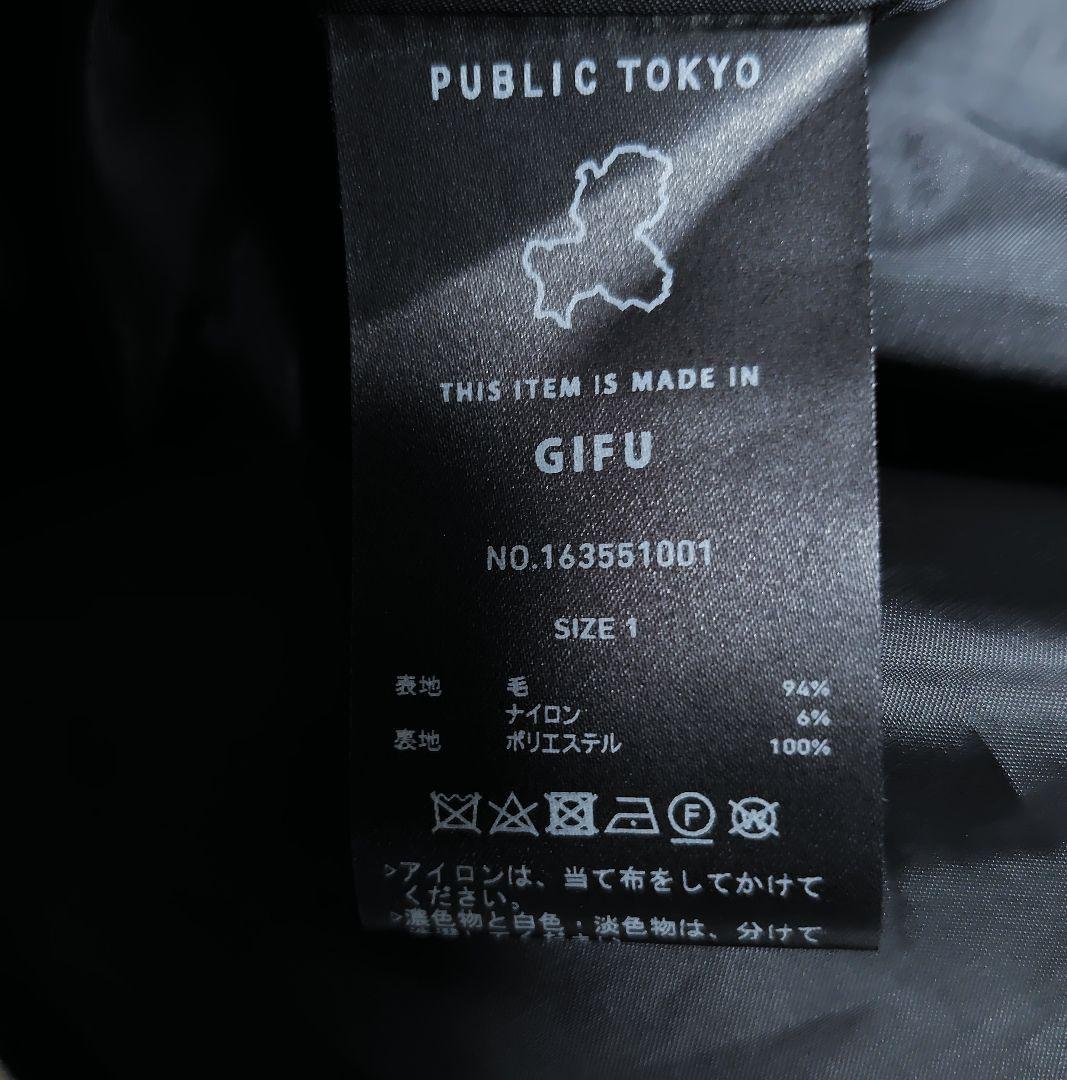 PUBLIC TOKYO
THIS ITEM IS MADE IN
GIFU
NO.163551001
SIZE 1
表地 毛 94%
ナイロン 6%
裏地 ポリエステル 100%
F W
>アイロンは、当て布をしてかけて
ください。
>濃色物と白色・淡色物は、分けて